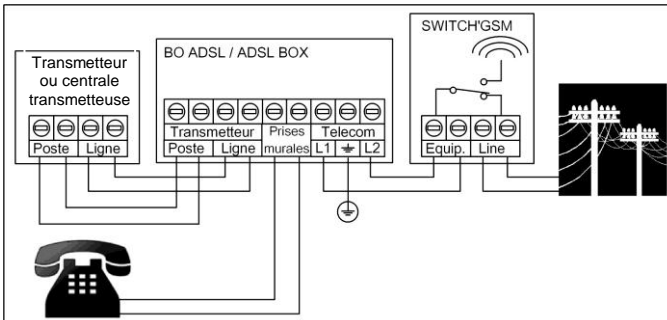 SWITCH'GSM
Transmetteur
ou centrale
transmetteuse
BO ADSL / ADSL BOX
Poste Ligne
Transmetteur Prises Telecom
Poste Ligne murales L1 L2
Equip. Line